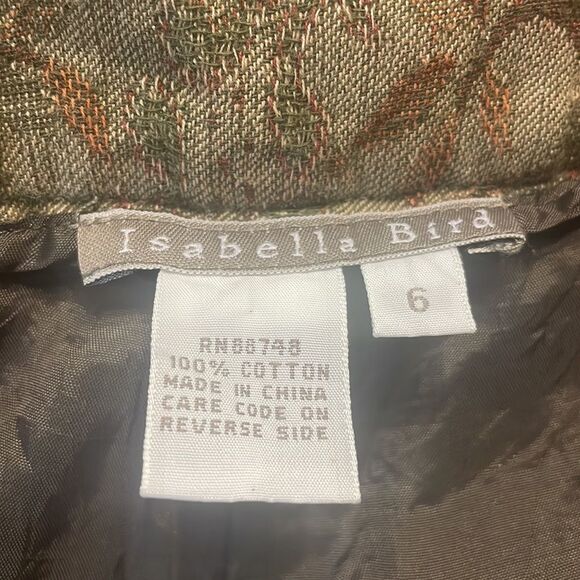 Isabella Bird
6
RN88748
100% COTTON
MADE IN CHINA
CARE CODE ON
REVERSE SIDE